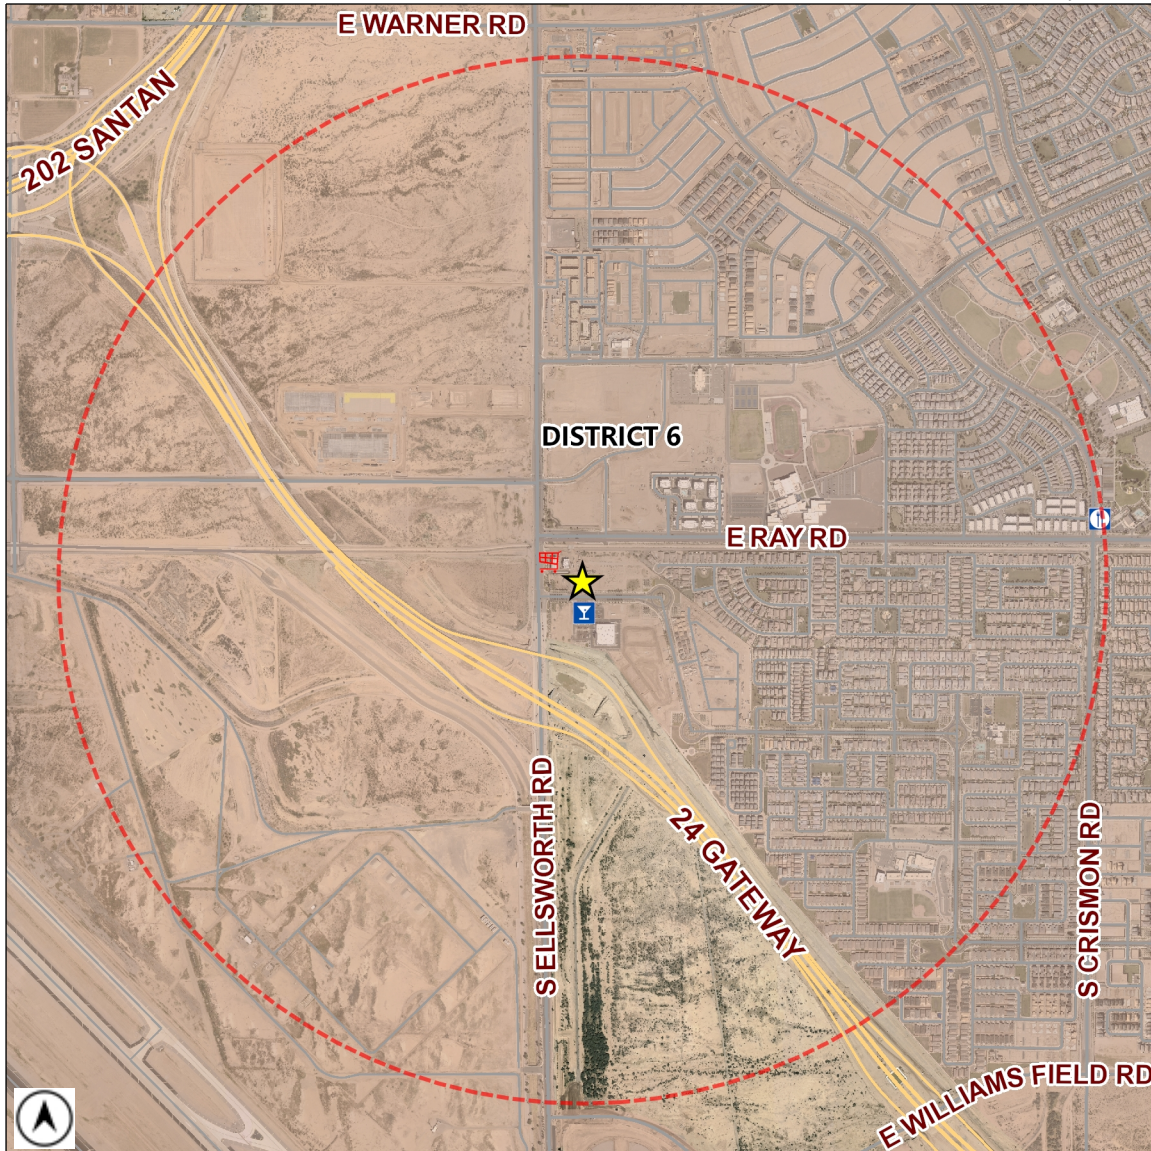 E WARNER RD
202 SANTAN
DISTRICT 6
E RAY RD
S ELLSWORTH RD
24 GATEWAY
S CRISMON RD
E WILLIAMS FIELD RD